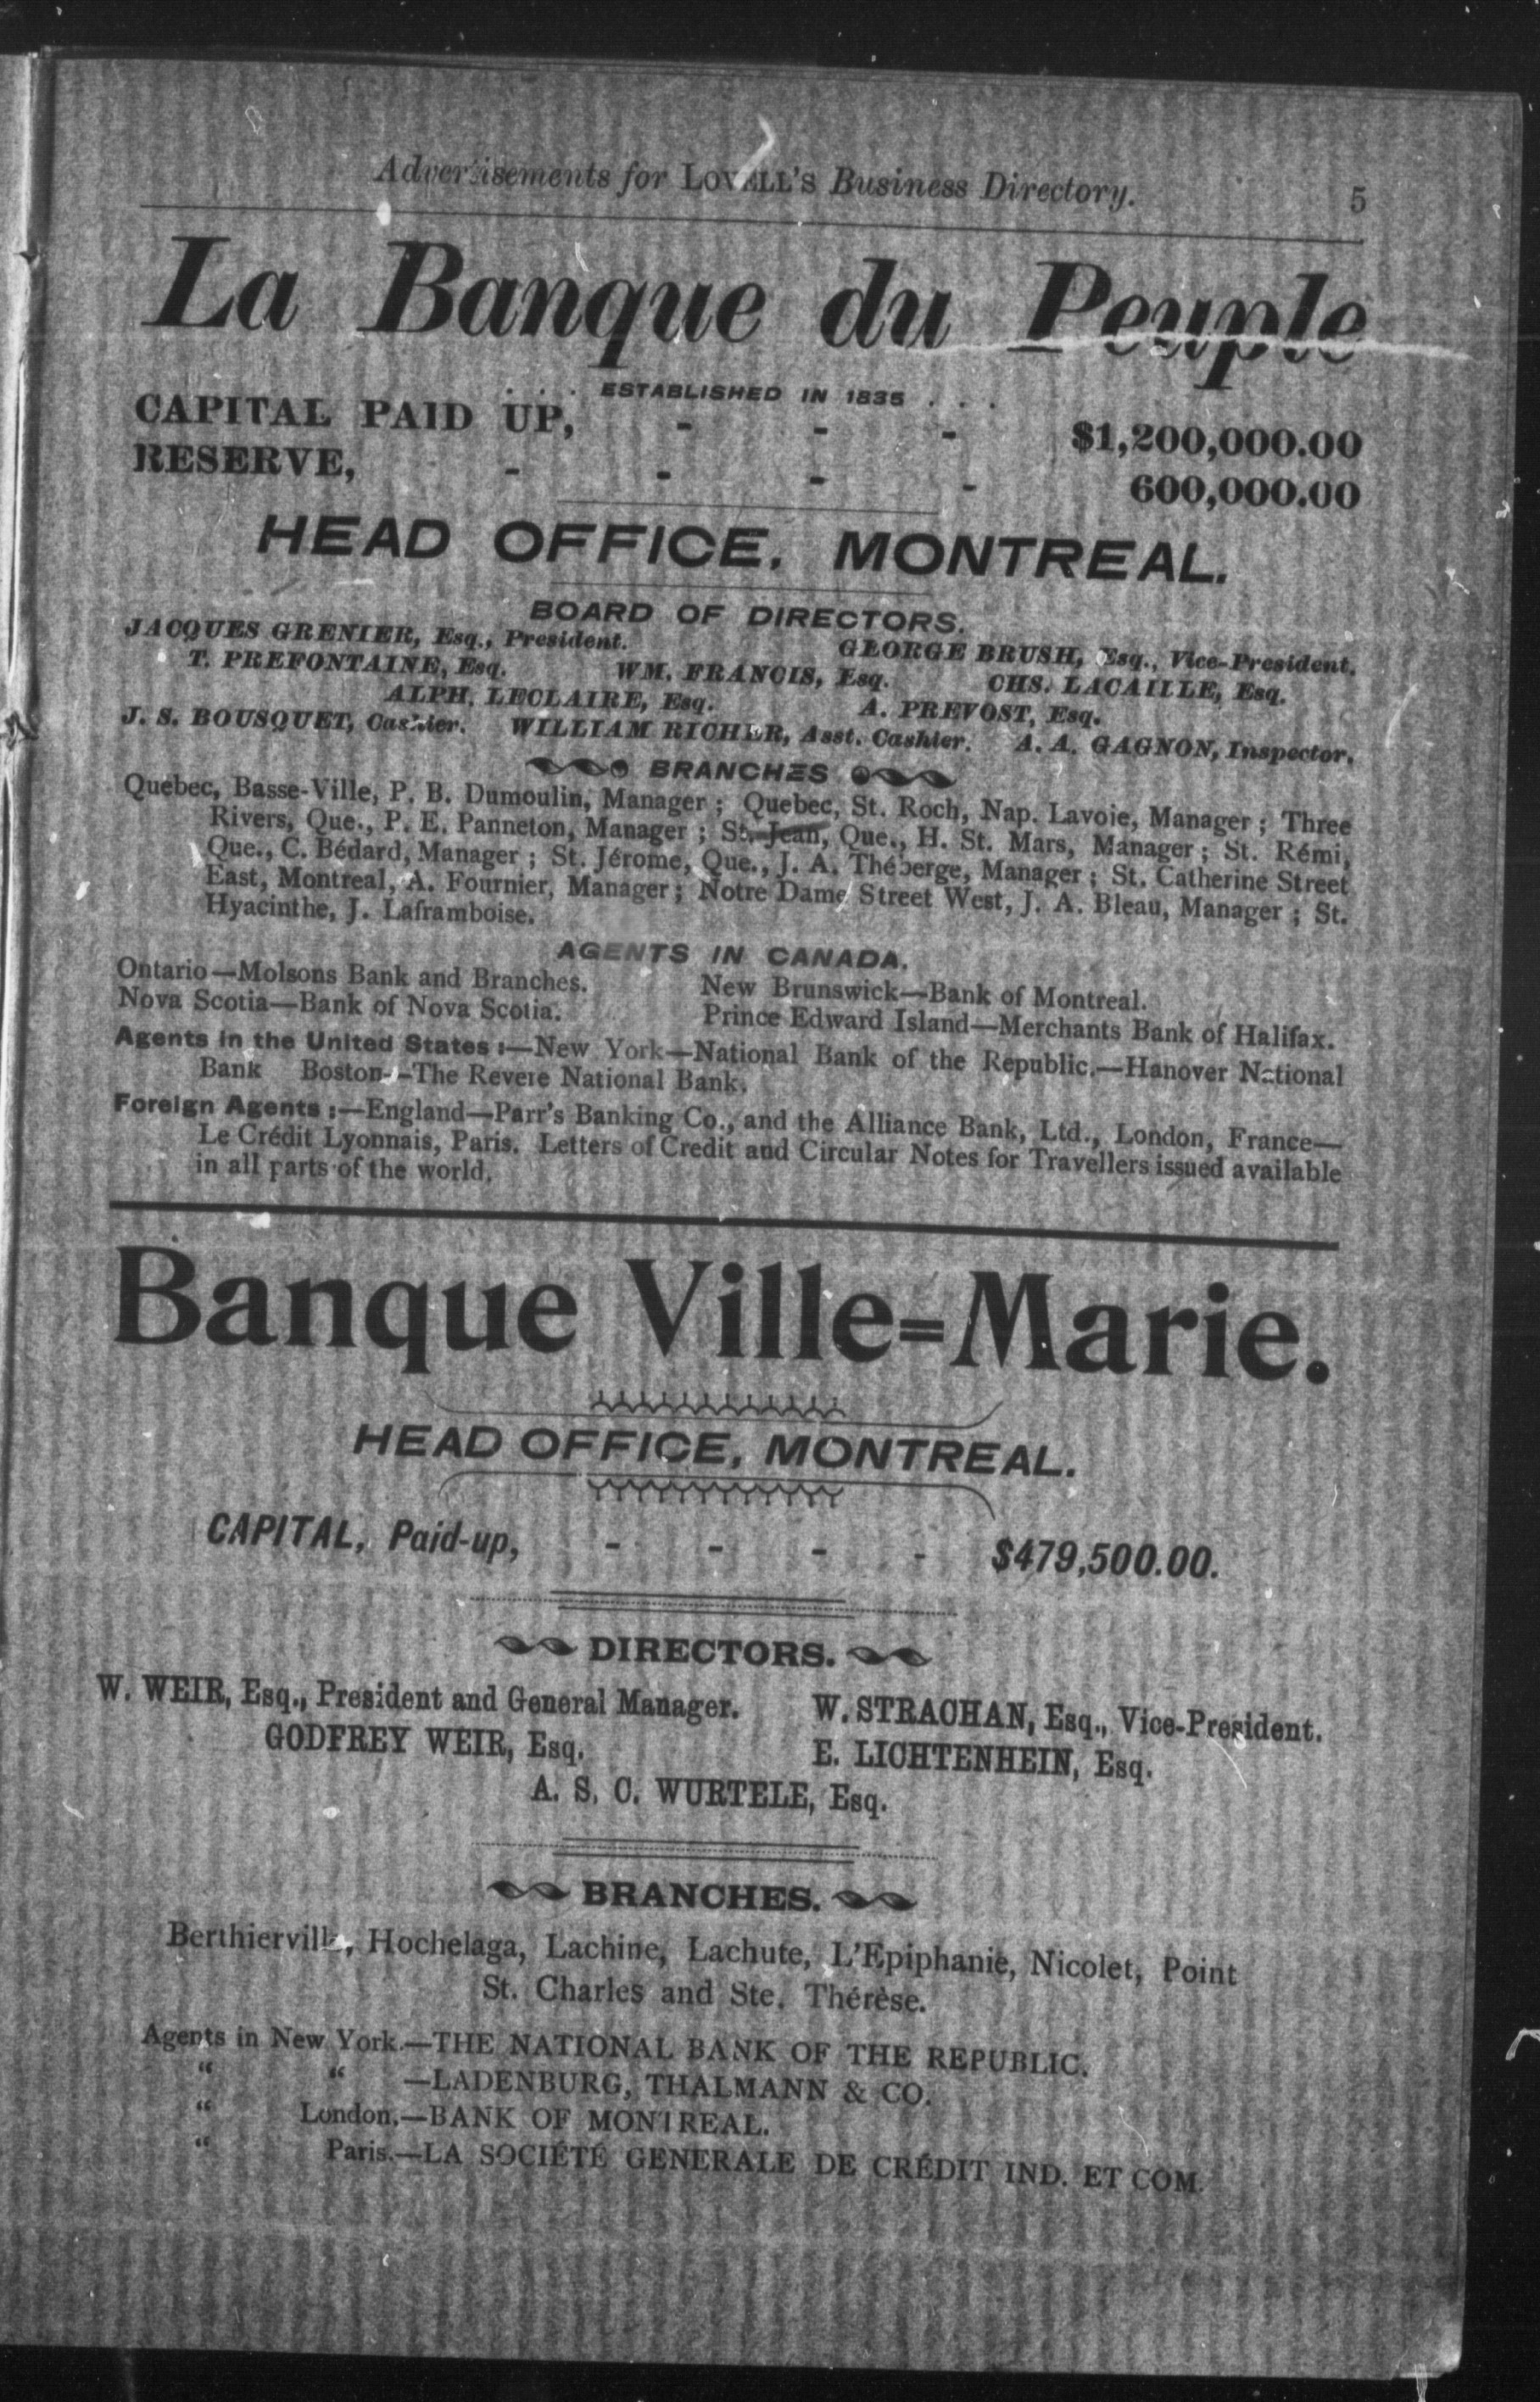 Advertisements for LOVELL'S Business Directory. 5
La Banque du Peuple
. . . ESTABLISHED IN 1835 . . .
CAPITAL PAID UP, - - - $1,200,000.00
RESERVE, - - - - 600,000.00
HEAD OFFICE, MONTREAL.
BOARD OF DIRECTORS.
JACQUES GRENIER, Esq., President. GEORGE BRUSH, Esq., Vice-President.
T. PREFONTAINE, Esq. WM. FRANCIS, Esq. CHS. LACAILLE, Esq.
ALPH. LECLAIRE, Esq. A. PREVOST, Esq.
J. S. BOUSQUET, Cashier. WILLIAM RICHER, Asst. Cashier. A. A. GAGNON, Inspector.
BRANCHES
Quebec, Basse-Ville, P. B. Dumoulin, Manager ; Quebec, St. Roch, Nap. Lavoie, Manager ; Three
Rivers, Que., P. E. Panneton, Manager ; St. Jean, Que., H. St. Mars, Manager ; St. Rémi,
Que., C. Bédard, Manager ; St. Jérome, Que., J. A. Théberge, Manager ; St. Catherine Street
East, Montreal, A. Fournier, Manager ; Notre Dame Street West, J. A. Bleau, Manager ; St.
Hyacinthe, J. Laframboise.
AGENTS IN CANADA.
Ontario—Molsons Bank and Branches. New Brunswick—Bank of Montreal.
Nova Scotia—Bank of Nova Scotia. Prince Edward Island—Merchants Bank of Halifax.
Agents in the United States :—New York—National Bank of the Republic.—Hanover National
Bank Boston—The Revere National Bank.
Foreign Agents :—England—Parr's Banking Co., and the Alliance Bank, Ltd., London, France—
Le Crédit Lyonnais, Paris. Letters of Credit and Circular Notes for Travellers issued available
in all parts of the world.
Banque Ville=Marie.
HEAD OFFICE, MONTREAL.
CAPITAL, Paid-up, - - - - $479,500.00.
DIRECTORS.
W. WEIR, Esq., President and General Manager. W. STRACHAN, Esq., Vice-President.
GODFREY WEIR, Esq. E. LICHTENHEIN, Esq.
A. S. C. WURTELE, Esq.
BRANCHES.
Berthierville, Hochelaga, Lachine, Lachute, L'Epiphanie, Nicolet, Point
St. Charles and Ste. Thérèse.
Agents in New York.—THE NATIONAL BANK OF THE REPUBLIC.
" " —LADENBURG, THALMANN & CO.
" London.—BANK OF MONTREAL.
" Paris.—LA SOCIÉTÉ GENERALE DE CRÉDIT IND. ET COM.